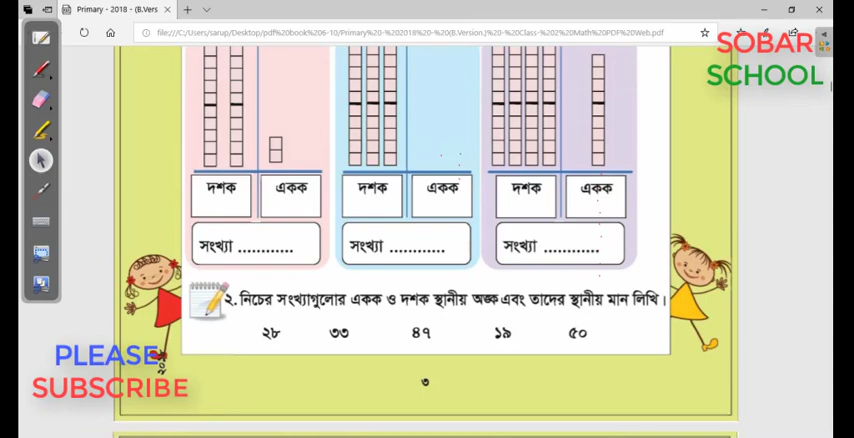 Primary - 2018 - (B.Vers
file:///C:/Users/sarup/Desktop/pdf%20book%206-10/Primary%20-%202018%20-%20(B.Version.)%20-%20Class-%202%20Math%20PDF%20Web.pdf
SOBAR
SCHOOL
দশক একক দশক একক দশক একক
সংখ্যা ............ সংখ্যা ............ সংখ্যা ............
২. নিচের সংখ্যাগুলোর একক ও দশক স্থানীয় অঙ্ক এবং তাদের স্থানীয় মান লিখি।
২৮ ৩৩ ৪৭ ১৯ ৫০
PLEASE
SUBSCRIBE
৩